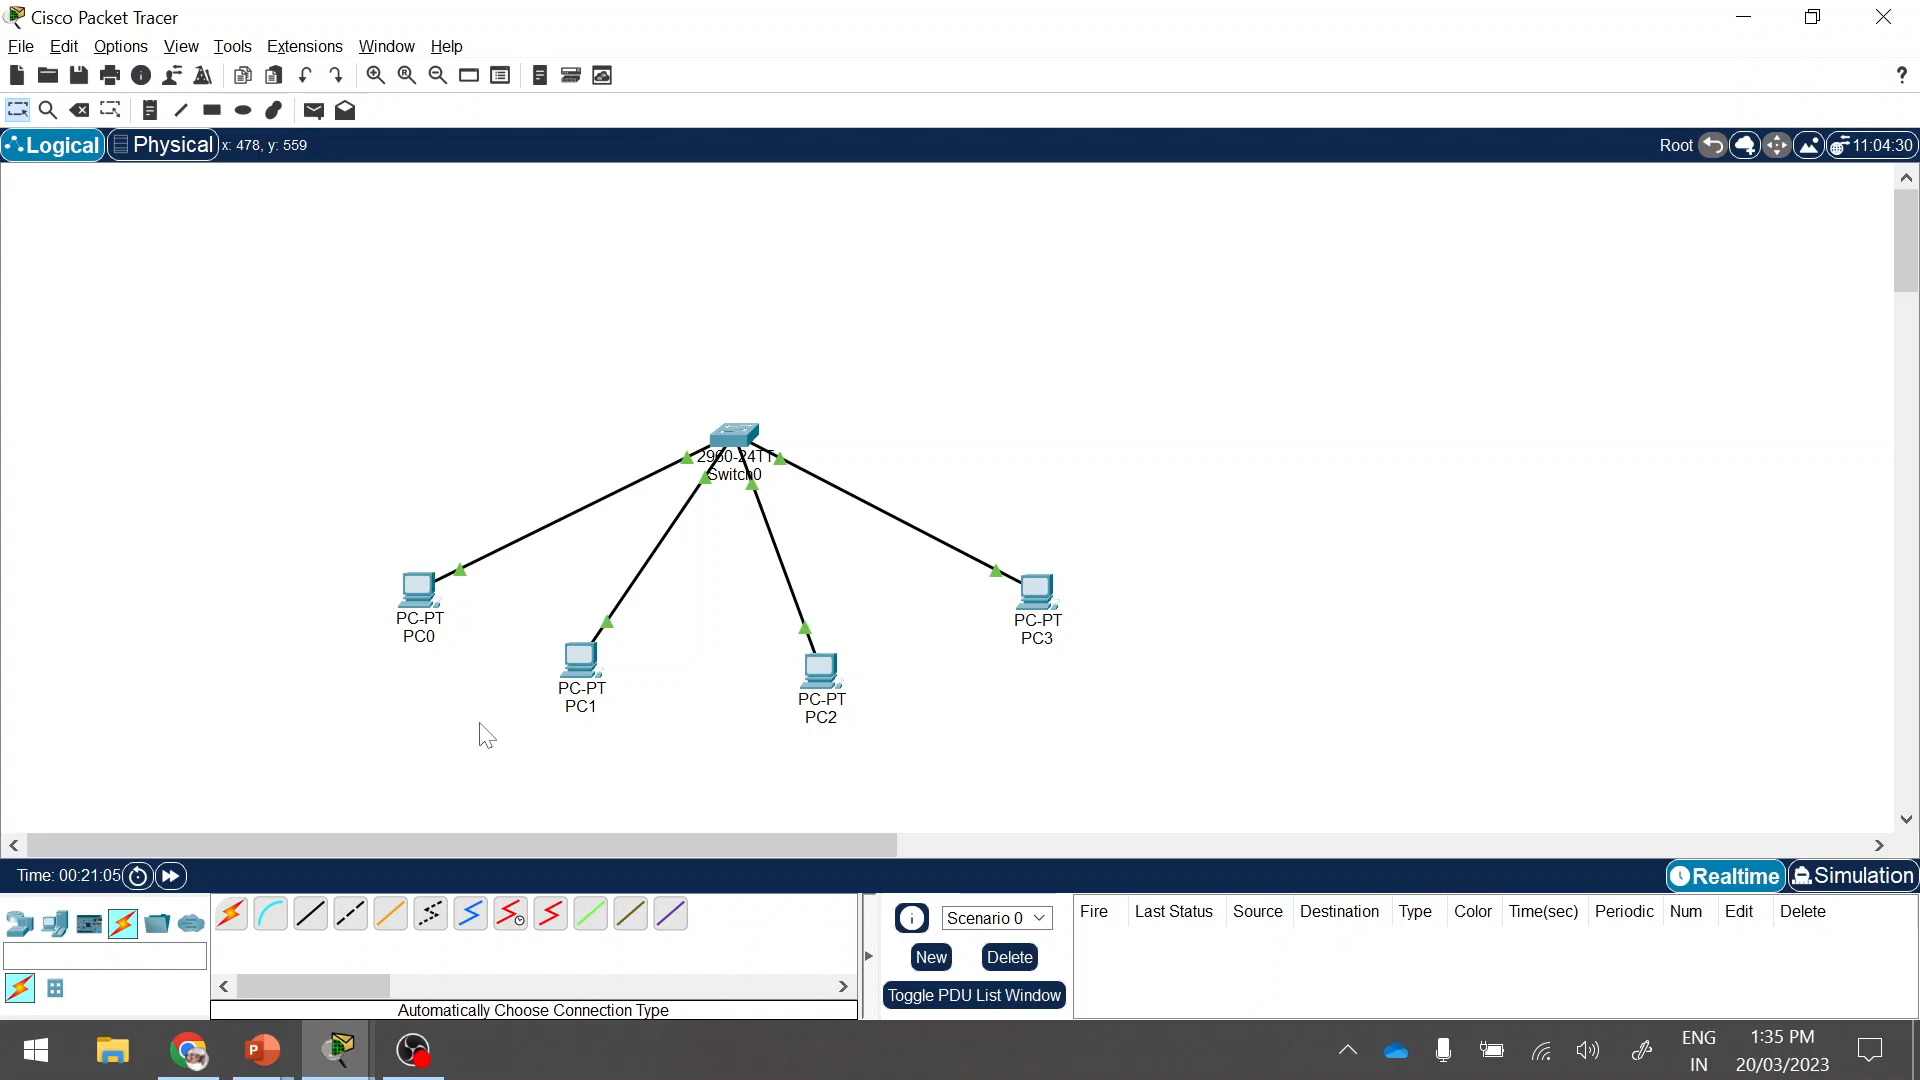 Cisco Packet Tracer
File Edit Options View Tools Extensions Window Help
?
Logical Physical x: 478, y: 559 Root 11:04:30
2960-24TT
Switch0
PC-PT
PC0
PC-PT
PC3
PC-PT
PC1
PC-PT
PC2
Time: 00:21:05 Realtime Simulation
Scenario 0
New Delete
Toggle PDU List Window
Fire Last Status Source Destination Type Color Time(sec) Periodic Num Edit Delete
Automatically Choose Connection Type
ENG
IN
1:35 PM
20/03/2023